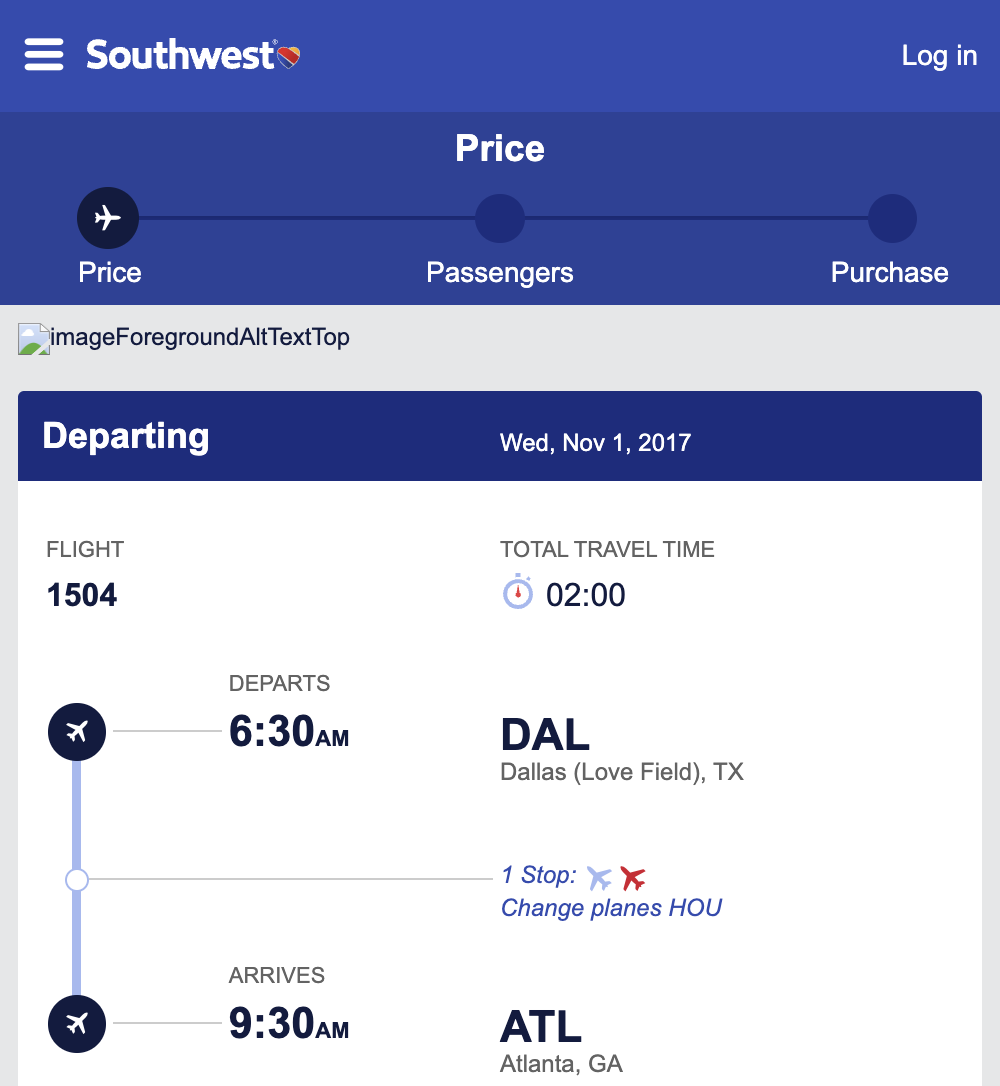 Southwest®
Log in
Price
Price
Passengers
Purchase
imageForegroundAltTextTop
Departing
Wed, Nov 1, 2017
FLIGHT
TOTAL TRAVEL TIME
1504
02:00
DEPARTS
6:30AM
DAL
Dallas (Love Field), TX
1 Stop:
Change planes HOU
ARRIVES
9:30AM
ATL
Atlanta, GA